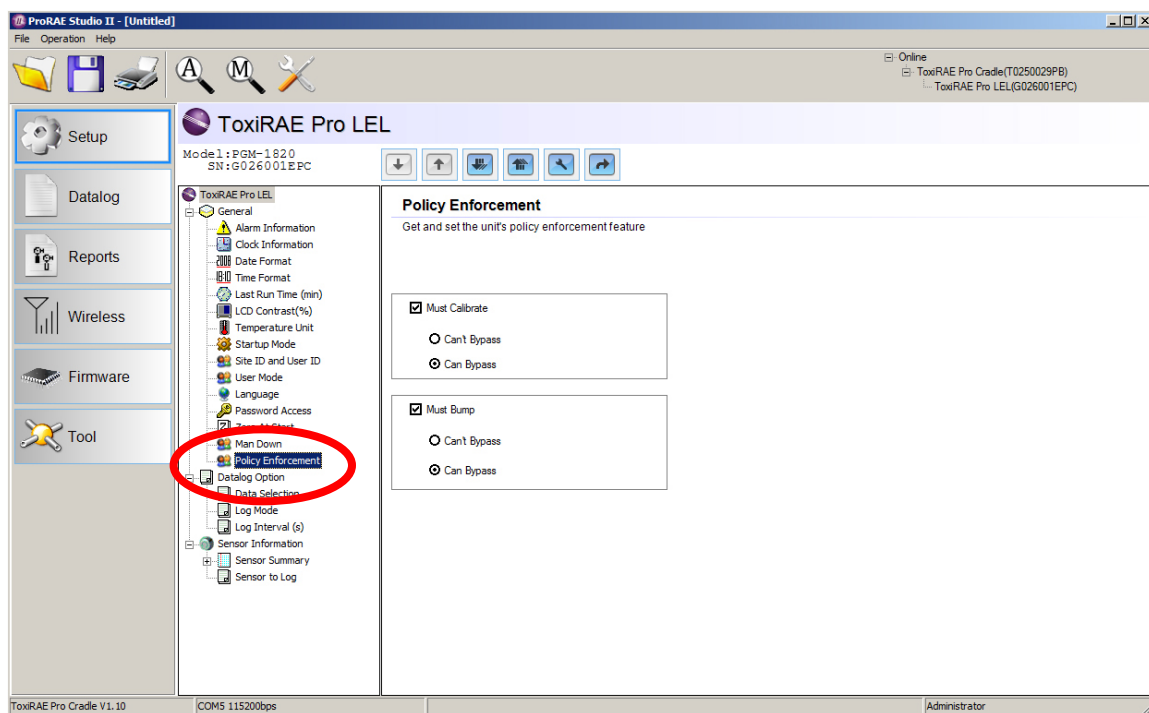 ProRAE Studio II - [Untitled]
File Operation Help
A M
Online
ToxiRAE Pro Cradle(T0250029PB)
ToxiRAE Pro LEL(G026001EPC)
Setup
Datalog
Reports
Wireless
Firmware
Tool
ToxiRAE Pro LEL
Model:PGM-1820
SN:G026001EPC
ToxiRAE Pro LEL
General
Alarm Information
Clock Information
Date Format
Time Format
Last Run Time (min)
LCD Contrast(%)
Temperature Unit
Startup Mode
Site ID and User ID
User Mode
Language
Password Access
Zero At Start
Man Down
Policy Enforcement
Datalog Option
Data Selection
Log Mode
Log Interval (s)
Sensor Information
Sensor Summary
Sensor to Log
Policy Enforcement
Get and set the unit's policy enforcement feature
Must Calibrate
Can't Bypass
Can Bypass
Must Bump
Can't Bypass
Can Bypass
ToxiRAE Pro Cradle V1.10
COM5 115200bps
Administrator